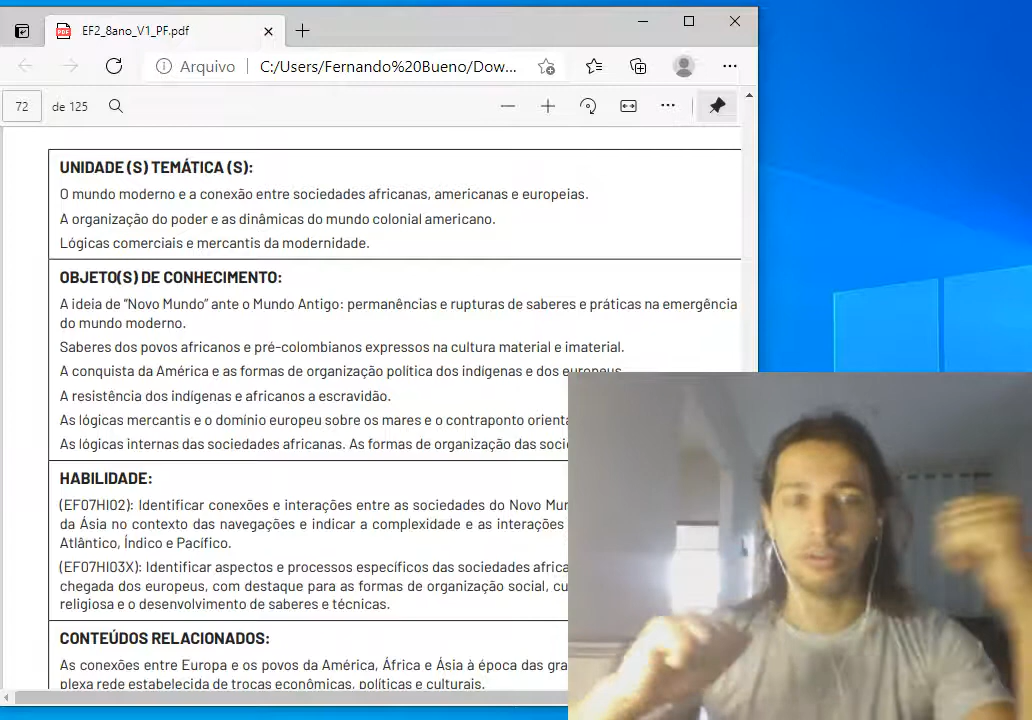 EF2_8ano_V1_PF.pdf
Arquivo C:/Users/Fernando%20Bueno/Dow...
72 de 125
UNIDADE (S) TEMÁTICA (S):
O mundo moderno e a conexão entre sociedades africanas, americanas e europeias.
A organização do poder e as dinâmicas do mundo colonial americano.
Lógicas comerciais e mercantis da modernidade.
OBJETO(S) DE CONHECIMENTO:
A ideia de “Novo Mundo” ante o Mundo Antigo: permanências e rupturas de saberes e práticas na emergência
do mundo moderno.
Saberes dos povos africanos e pré-colombianos expressos na cultura material e imaterial.
A conquista da América e as formas de organização política dos indígenas e dos europeus
A resistência dos indígenas e africanos a escravidão.
As lógicas mercantis e o domínio europeu sobre os mares e o contraponto orienta
As lógicas internas das sociedades africanas. As formas de organização das soci
HABILIDADE:
(EF07HI02): Identificar conexões e interações entre as sociedades do Novo Mun
da Ásia no contexto das navegações e indicar a complexidade e as interações
Atlântico, Índico e Pacífico.
(EF07HI03X): Identificar aspectos e processos específicos das sociedades africa
chegada dos europeus, com destaque para as formas de organização social, cu
religiosa e o desenvolvimento de saberes e técnicas.
CONTEÚDOS RELACIONADOS:
As conexões entre Europa e os povos da América, África e Ásia à época das gra
plexa rede estabelecida de trocas econômicas, políticas e culturais.